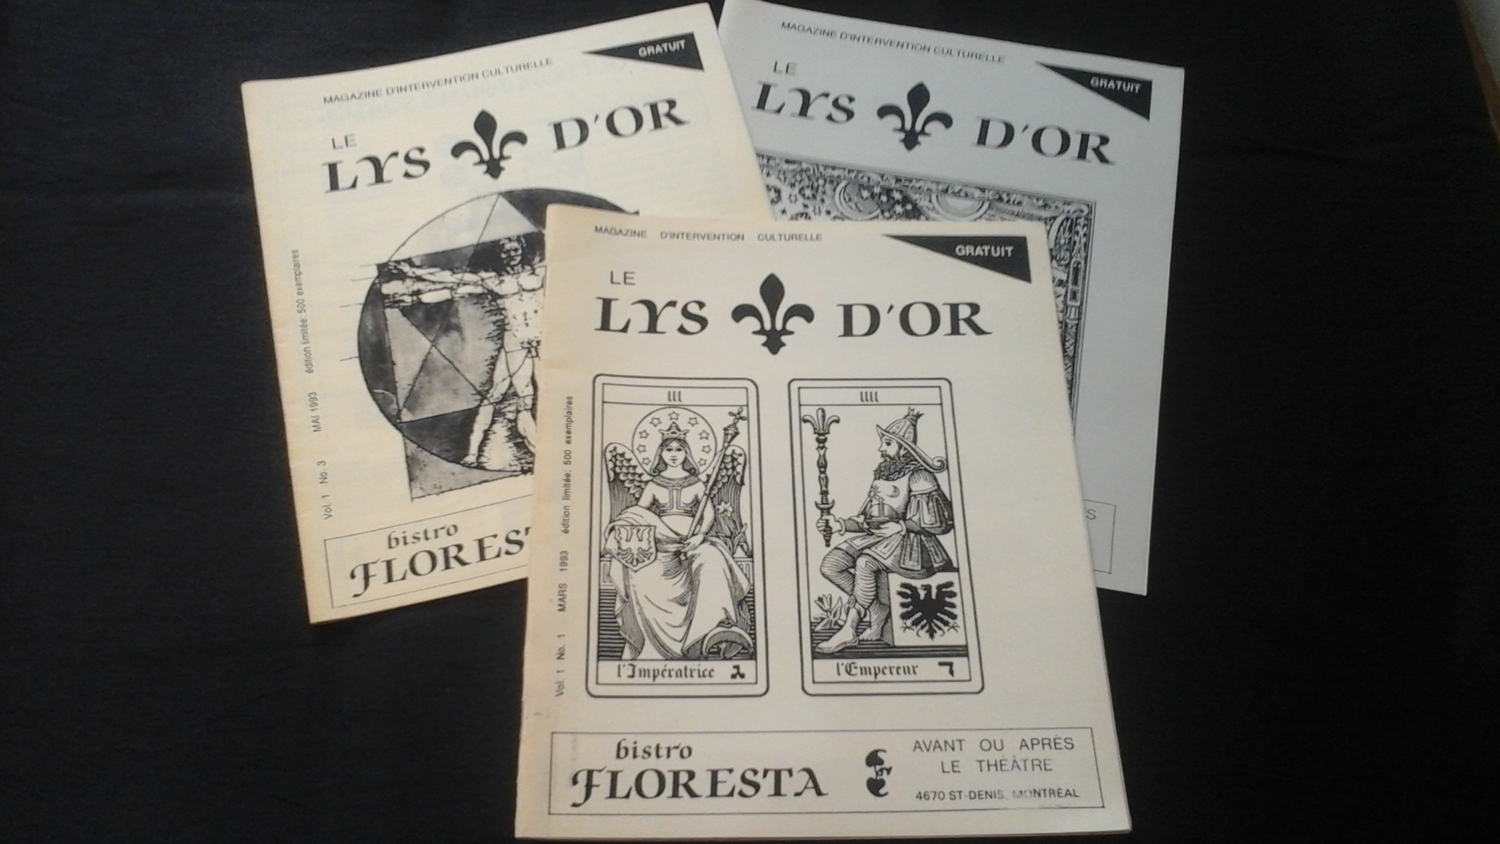 MAGAZINE D'INTERVENTION CULTURELLE
GRATUIT
LE
LYS D'OR
Vol. 1 No. 3 MAI 1993 édition limitée: 500 exemplaires
bistro
FLOREST
MAGAZINE D'INTERVENTION CULTURELLE
GRATUIT
LE
LYS D'OR
S
MAGAZINE D'INTERVENTION CULTURELLE
GRATUIT
LE
LYS D'OR
Vol. 1 No. 1 MARS 1993 édition limitée: 500 exemplaires
III
IIII
l'Impératrice ג
l'Empereur ד
bistro
FLORESTA
AVANT OU APRÈS
LE THÉÂTRE
4670 ST-DENIS, MONTRÉAL